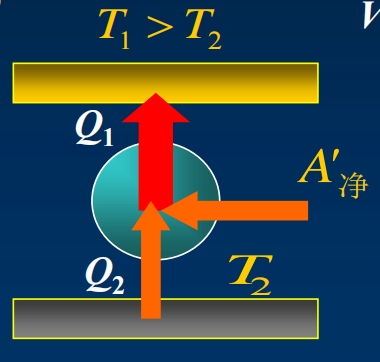 T₁ > T₂
V
Q₁
A′净
Q₂
T₂